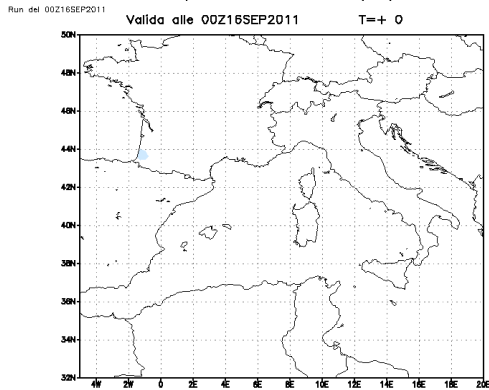 Run del 00Z16SEP2011
Valida alle 00Z16SEP2011 T=+ 0
50N
48N
46N
44N
42N
40N
38N
36N
34N
32N
4W 2W 0 2E 4E 6E 8E 10E 12E 14E 16E 18E 20E